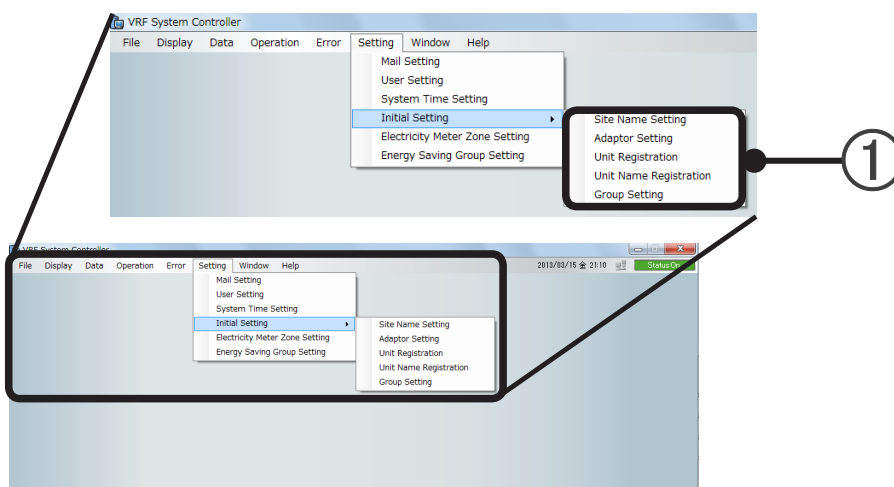 VRF System Controller
File Display Data Operation Error Setting Window Help
Mail Setting
User Setting
System Time Setting
Initial Setting
Electricity Meter Zone Setting
Energy Saving Group Setting
Site Name Setting
Adaptor Setting
Unit Registration
Unit Name Registration
Group Setting
1
VRF System Controller
File Display Data Operation Error Setting Window Help 2013/03/15 金 21:10
Mail Setting
User Setting
System Time Setting
Initial Setting
Electricity Meter Zone Setting
Energy Saving Group Setting
Site Name Setting
Adaptor Setting
Unit Registration
Unit Name Registration
Group Setting